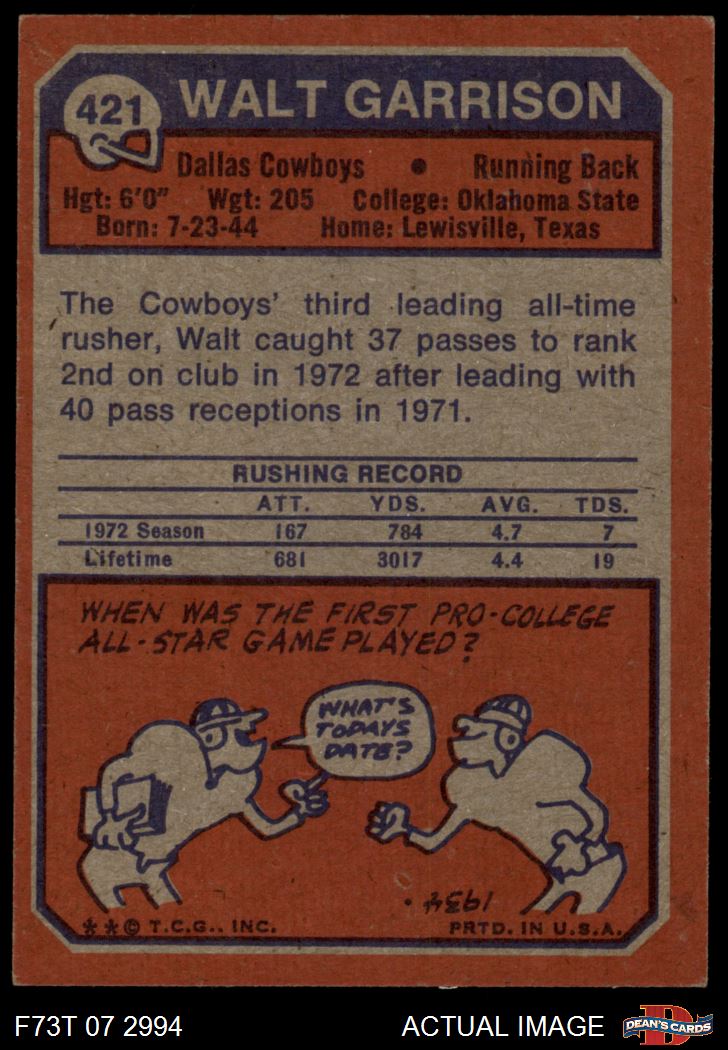 421
WALT GARRISON
Dallas Cowboys • Running Back
Hgt: 6'0" Wgt: 205 College: Oklahoma State
Born: 7-23-44 Home: Lewisville, Texas
The Cowboys' third leading all-time
rusher, Walt caught 37 passes to rank
2nd on club in 1972 after leading with
40 pass receptions in 1971.
RUSHING RECORD
ATT. YDS. AVG. TDS.
1972 Season 167 784 4.7 7
Lifetime 681 3017 4.4 19
WHEN WAS THE FIRST PRO-COLLEGE
ALL-STAR GAME PLAYED?
WHAT'S
TODAYS
DATE?
1934.
**© T.C.G., INC. PRTD. IN U.S.A.
F73T 07 2994 ACTUAL IMAGE
D
DEAN'S CARDS